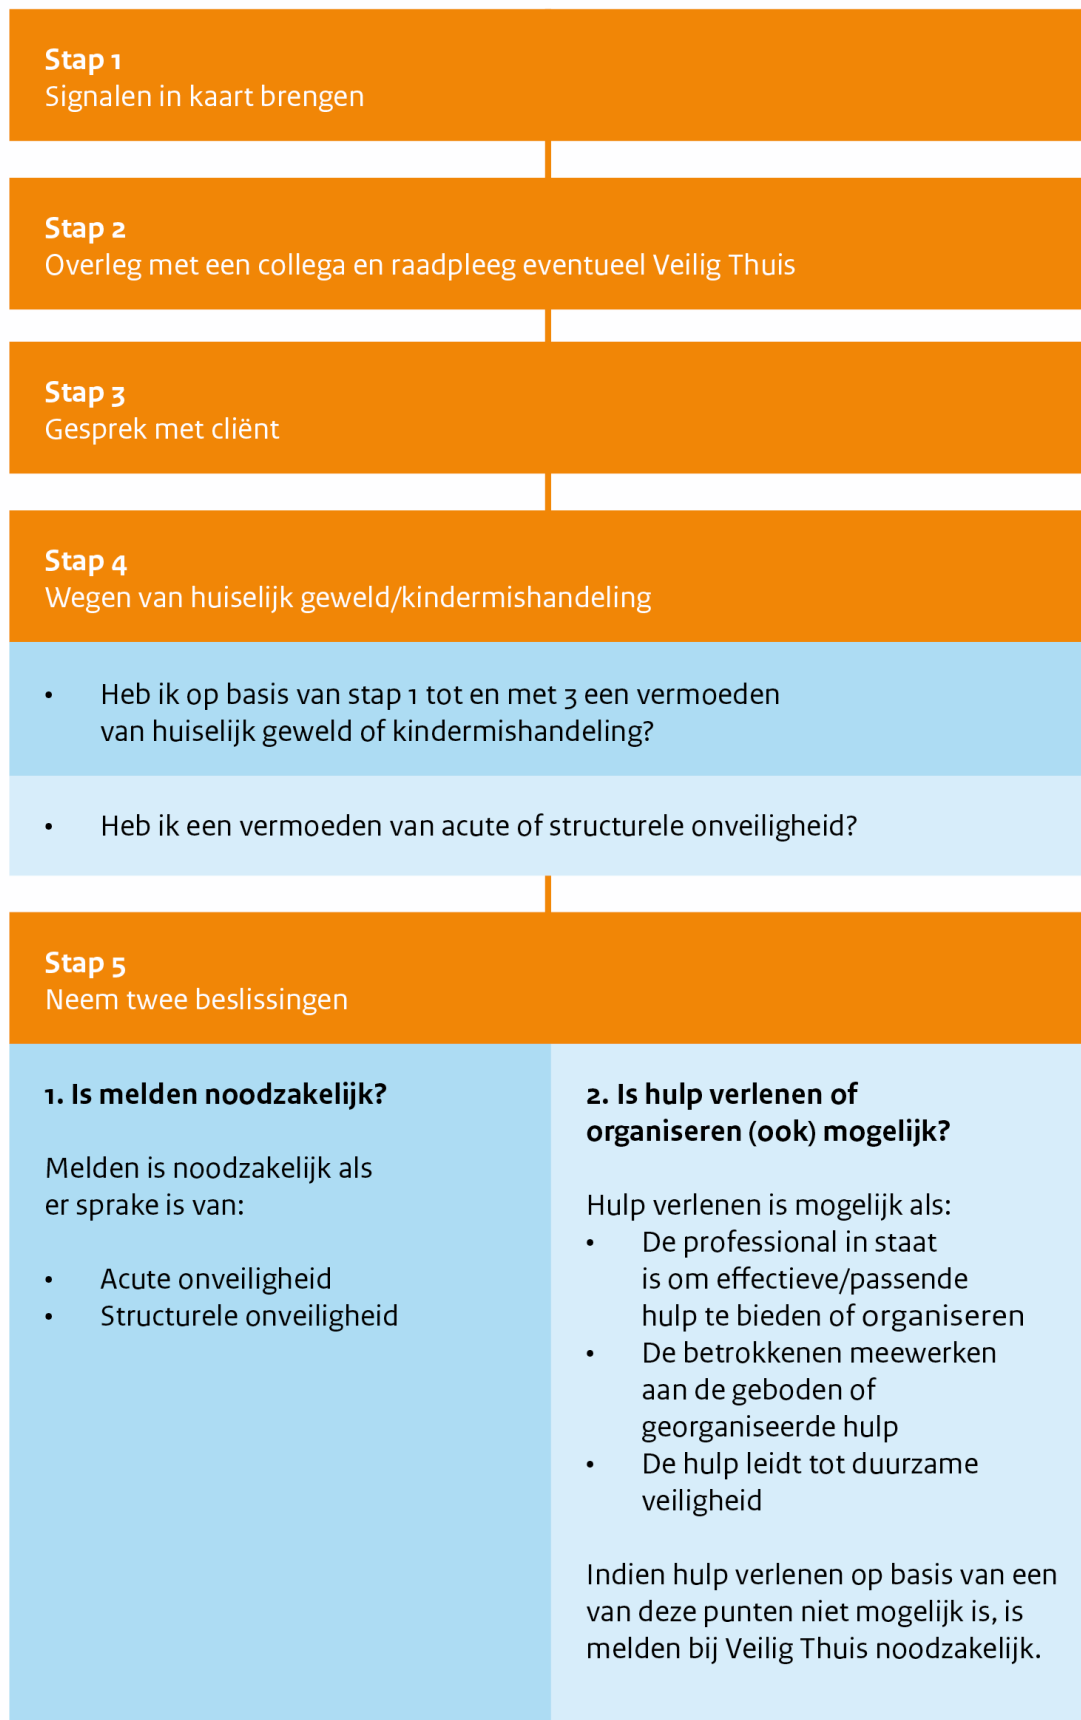 Stap 1
Signalen in kaart brengen
Stap 2
Overleg met een collega en raadpleeg eventueel Veilig Thuis
Stap 3
Gesprek met cliënt
Stap 4
Wegen van huiselijk geweld/kindermishandeling
• Heb ik op basis van stap 1 tot en met 3 een vermoeden
van huiselijk geweld of kindermishandeling?
• Heb ik een vermoeden van acute of structurele onveiligheid?
Stap 5
Neem twee beslissingen
1. Is melden noodzakelijk?
Melden is noodzakelijk als
er sprake is van:
• Acute onveiligheid
• Structurele onveiligheid
2. Is hulp verlenen of
organiseren (ook) mogelijk?
Hulp verlenen is mogelijk als:
• De professional in staat
is om effectieve/passende
hulp te bieden of organiseren
• De betrokkenen meewerken
aan de geboden of
georganiseerde hulp
• De hulp leidt tot duurzame
veiligheid
Indien hulp verlenen op basis van een
van deze punten niet mogelijk is, is
melden bij Veilig Thuis noodzakelijk.